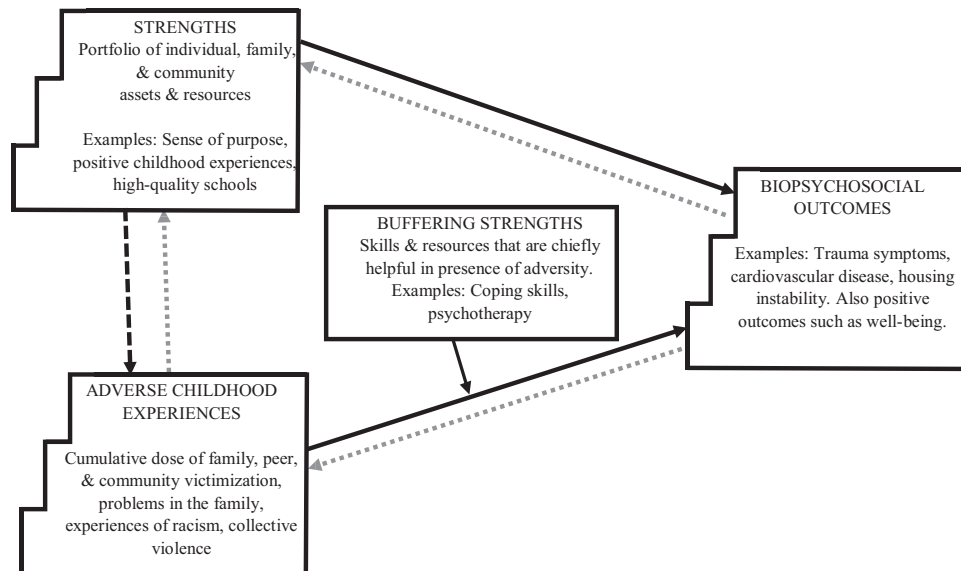 STRENGTHS
Portfolio of individual, family,
& community
assets & resources
Examples: Sense of purpose,
positive childhood experiences,
high-quality schools
BUFFERING STRENGTHS
Skills & resources that are chiefly
helpful in presence of adversity.
Examples: Coping skills,
psychotherapy
BIOPSYCHOSOCIAL
OUTCOMES
Examples: Trauma symptoms,
cardiovascular disease, housing
instability. Also positive
outcomes such as well-being.
ADVERSE CHILDHOOD
EXPERIENCES
Cumulative dose of family, peer,
& community victimization,
problems in the family,
experiences of racism, collective
violence